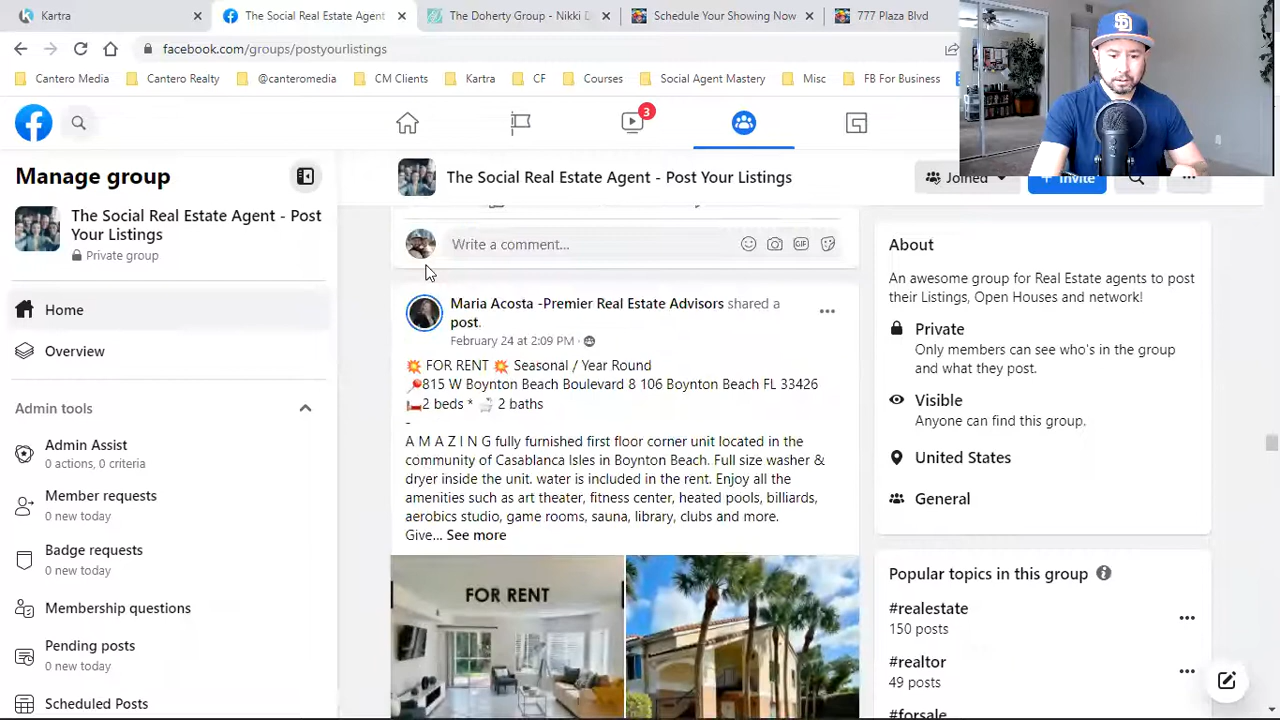 Kartra ×
The Social Real Estate Agent ×
The Doherty Group - Nikki D ×
Schedule Your Showing Now ×
777 Plaza Blvd
facebook.com/groups/postyourlistings
Cantero Media
Cantero Realty
@canteromedia
CM Clients
Kartra
CF
Courses
Social Agent Mastery
Misc
FB For Business
3
SD
Manage group
The Social Real Estate Agent - Post
Your Listings
Private group
Home
Overview
Admin tools
Admin Assist
0 actions, 0 criteria
Member requests
0 new today
Badge requests
0 new today
Membership questions
Pending posts
0 new today
Scheduled Posts
The Social Real Estate Agent - Post Your Listings
Joined
Invite
Write a comment...
GIF
Maria Acosta -Premier Real Estate Advisors shared a
post.
February 24 at 2:09 PM ·
💥 FOR RENT 💥 Seasonal / Year Round
📍815 W Boynton Beach Boulevard 8 106 Boynton Beach FL 33426
🛏️2 beds * 🛁 2 baths
-
A M A Z I N G fully furnished first floor corner unit located in the
community of Casablanca Isles in Boynton Beach. Full size washer &
dryer inside the unit. water is included in the rent. Enjoy all the
amenities such as art theater, fitness center, heated pools, billiards,
aerobics studio, game rooms, sauna, library, clubs and more.
Give... See more
FOR RENT
About
An awesome group for Real Estate agents to post
their Listings, Open Houses and network!
Private
Only members can see who's in the group
and what they post.
Visible
Anyone can find this group.
United States
General
Popular topics in this group
#realestate
150 posts
#realtor
49 posts
#forsale